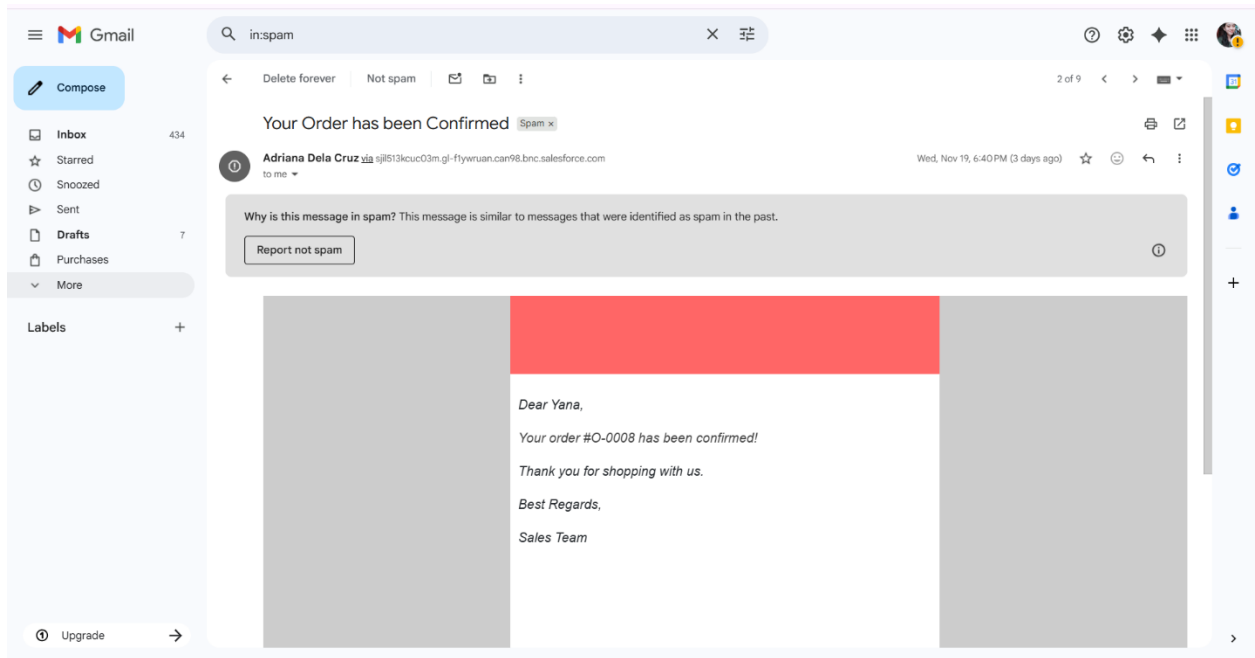 Gmail
in:spam
Compose
Inbox 434
Starred
Snoozed
Sent
Drafts 7
Purchases
More
Labels
Upgrade
Delete forever
Not spam
2 of 9
Your Order has been Confirmed
Spam x
Adriana Dela Cruz via sjil513kcuc03m.gl-f1ywruan.can98.bnc.salesforce.com
Wed, Nov 19, 6:40 PM (3 days ago)
to me
Why is this message in spam? This message is similar to messages that were identified as spam in the past.
Report not spam
Dear Yana,
Your order #O-0008 has been confirmed!
Thank you for shopping with us.
Best Regards,
Sales Team
31